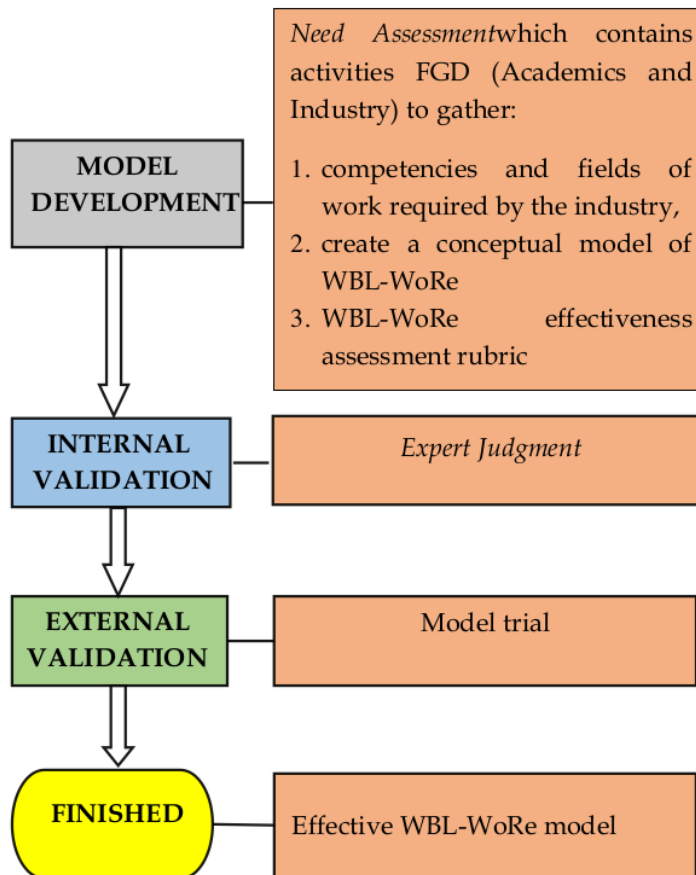 Need Assessmentwhich contains
activities FGD (Academics and
Industry) to gather:
1. competencies and fields of
work required by the industry,
2. create a conceptual model of
WBL-WoRe
3. WBL-WoRe effectiveness
assessment rubric
MODEL
DEVELOPMENT
INTERNAL
VALIDATION
Expert Judgment
EXTERNAL
VALIDATION
Model trial
FINISHED
Effective WBL-WoRe model